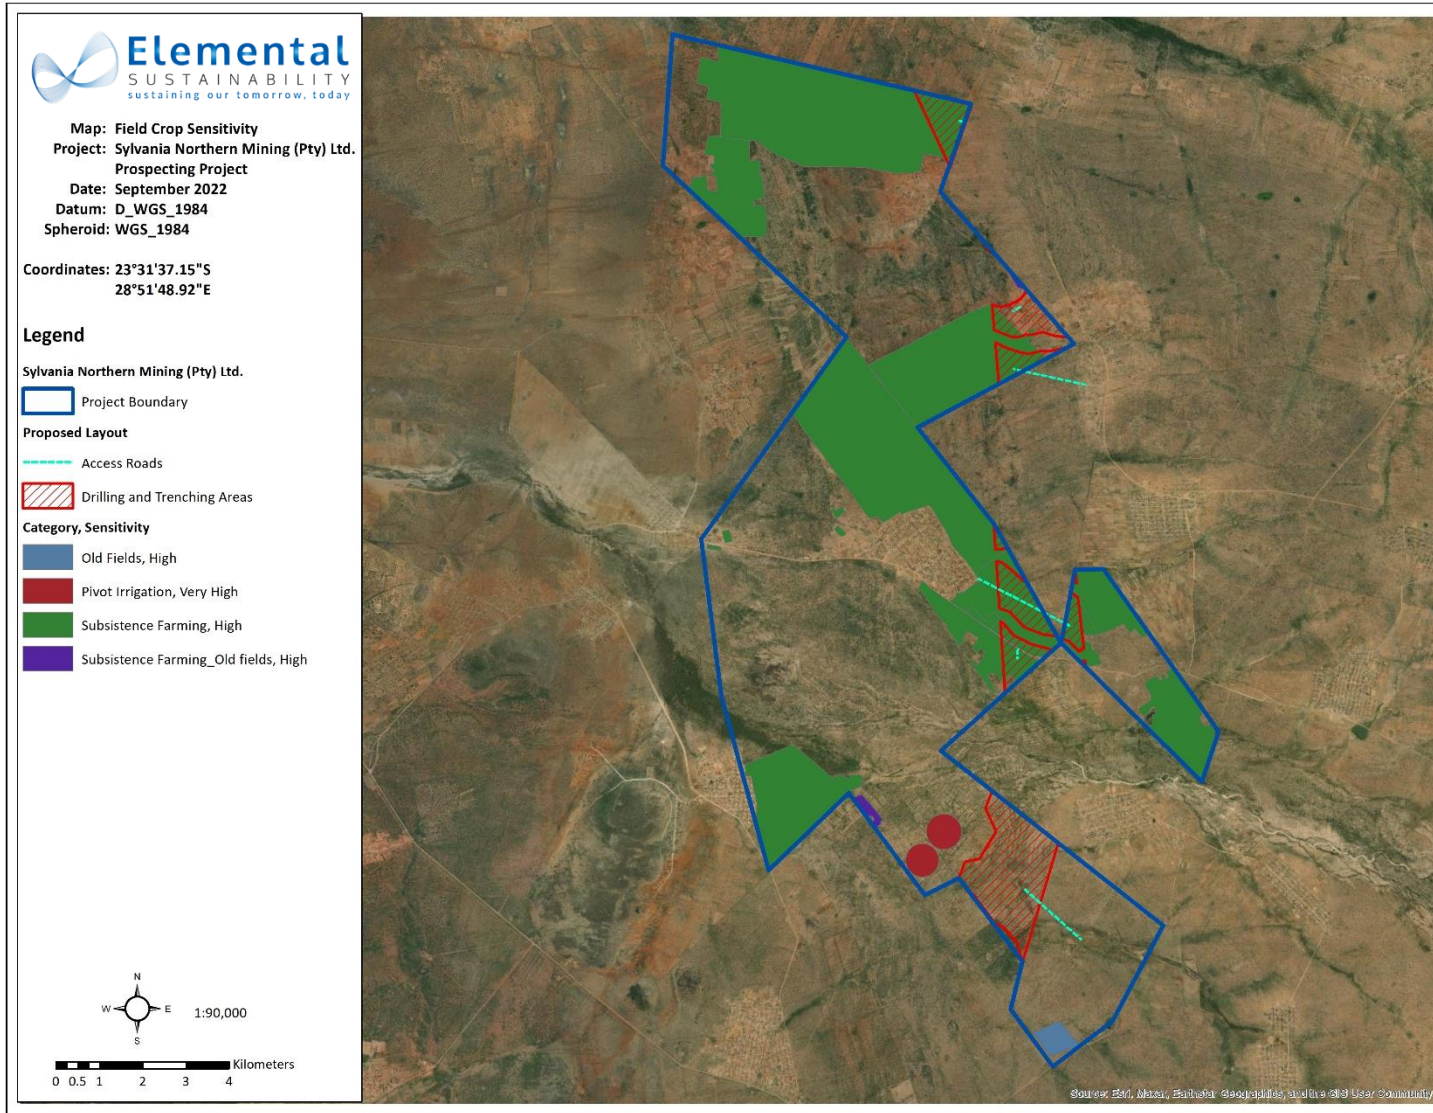 Elemental
SUSTAINABILITY
sustaining our tomorrow, today
Map: Field Crop Sensitivity
Project: Sylvania Northern Mining (Pty) Ltd.
Prospecting Project
Date: September 2022
Datum: D_WGS_1984
Spheroid: WGS_1984
Coordinates: 23°31'37.15"S
28°51'48.92"E
Legend
Sylvania Northern Mining (Pty) Ltd.
Project Boundary
Proposed Layout
Access Roads
Drilling and Trenching Areas
Category, Sensitivity
Old Fields, High
Pivot Irrigation, Very High
Subsistence Farming, High
Subsistence Farming_Old fields, High
N
W E
S
1:90,000
Kilometers
0 0.5 1 2 3 4
Source: Esri, Maxar, Earthstar Geographics, and the GIS User Community